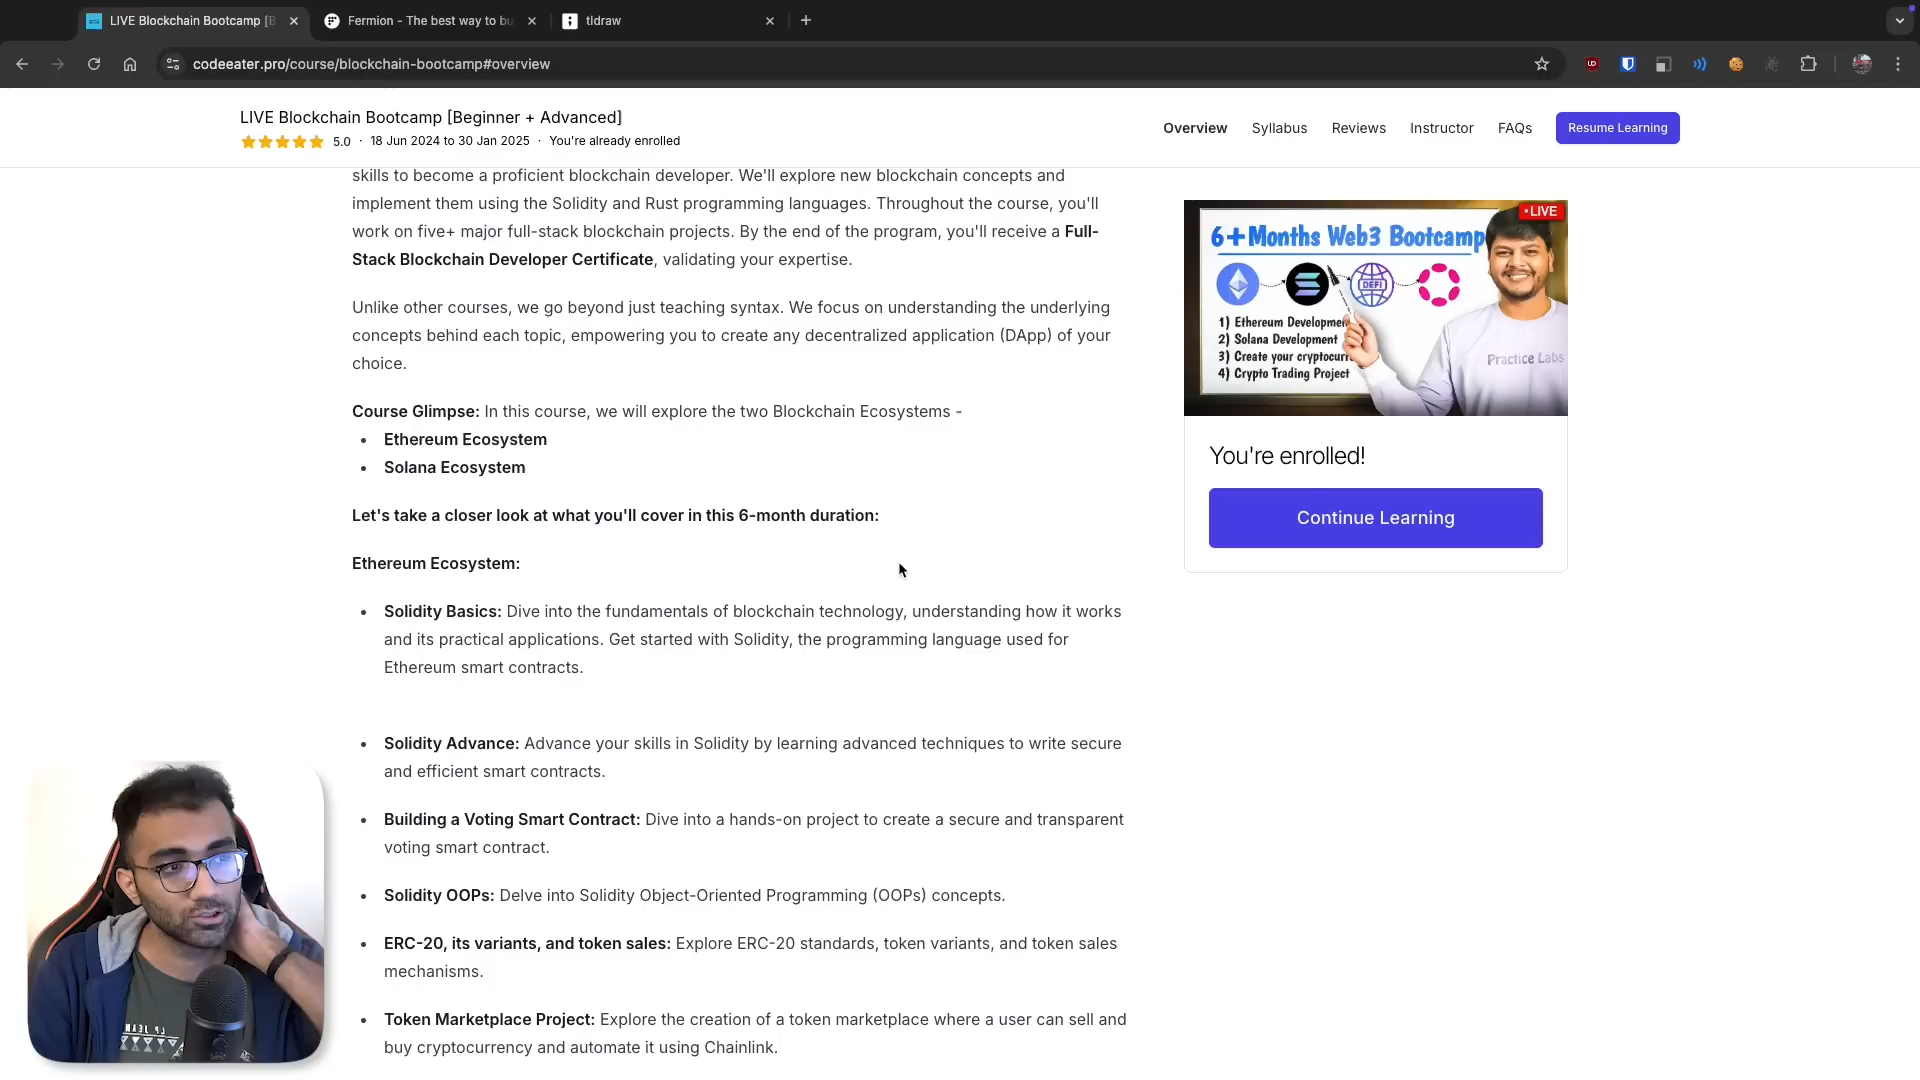 LIVE Blockchain Bootcamp [B
Fermion - The best way to bu
tldraw
codeeater.pro/course/blockchain-bootcamp#overview
LIVE Blockchain Bootcamp [Beginner + Advanced]
5.0 · 18 Jun 2024 to 30 Jan 2025 · You're already enrolled
Overview
Syllabus
Reviews
Instructor
FAQs
Resume Learning
skills to become a proficient blockchain developer. We'll explore new blockchain concepts and
implement them using the Solidity and Rust programming languages. Throughout the course, you'll
work on five+ major full-stack blockchain projects. By the end of the program, you'll receive a Full-
Stack Blockchain Developer Certificate, validating your expertise.
Unlike other courses, we go beyond just teaching syntax. We focus on understanding the underlying
concepts behind each topic, empowering you to create any decentralized application (DApp) of your
choice.
Course Glimpse: In this course, we will explore the two Blockchain Ecosystems -
• Ethereum Ecosystem
• Solana Ecosystem
Let's take a closer look at what you'll cover in this 6-month duration:
Ethereum Ecosystem:
• Solidity Basics: Dive into the fundamentals of blockchain technology, understanding how it works
and its practical applications. Get started with Solidity, the programming language used for
Ethereum smart contracts.
• Solidity Advance: Advance your skills in Solidity by learning advanced techniques to write secure
and efficient smart contracts.
• Building a Voting Smart Contract: Dive into a hands-on project to create a secure and transparent
voting smart contract.
• Solidity OOPs: Delve into Solidity Object-Oriented Programming (OOPs) concepts.
• ERC-20, its variants, and token sales: Explore ERC-20 standards, token variants, and token sales
mechanisms.
• Token Marketplace Project: Explore the creation of a token marketplace where a user can sell and
buy cryptocurrency and automate it using Chainlink.
• LIVE
6+Months Web3 Bootcamp
DEFI
1) Ethereum Developmen
2) Solana Development
3) Create your cryptocurr
4) Crypto Trading Project
Practice Labs
You're enrolled!
Continue Learning